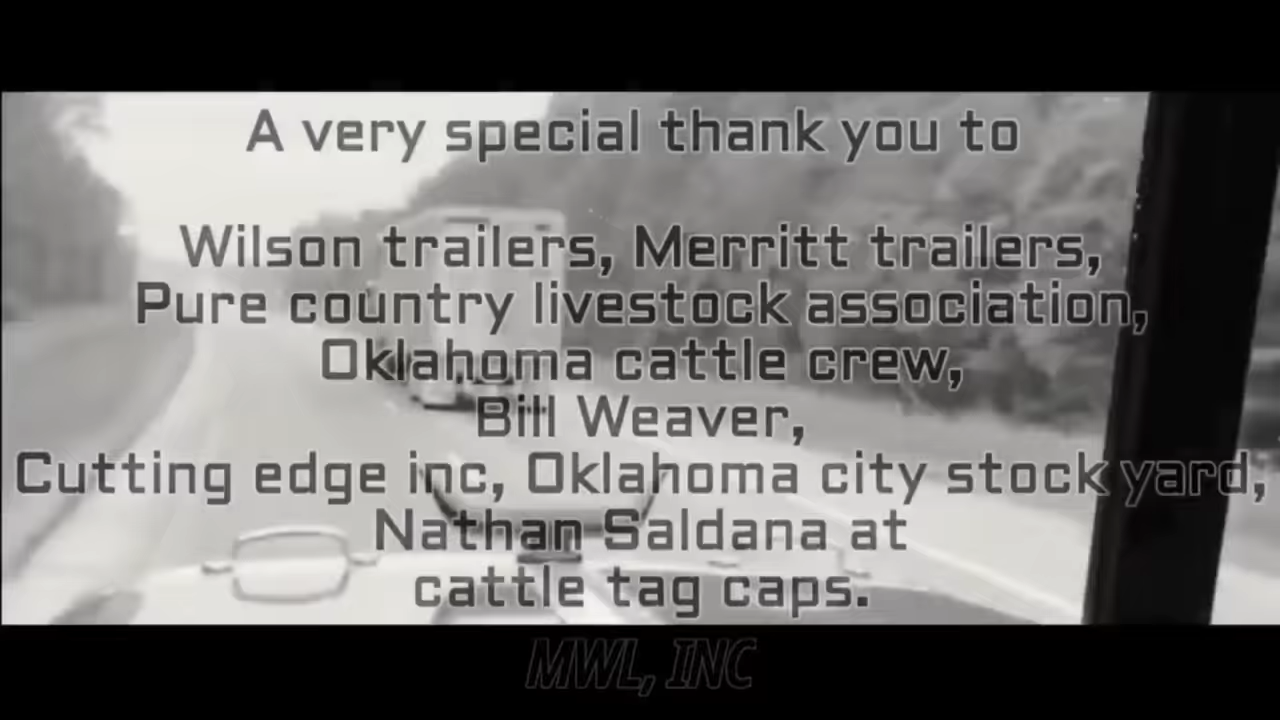 A very special thank you to
Wilson trailers, Merritt trailers,
Pure country livestock association,
Oklahoma cattle crew,
Bill Weaver,
Cutting edge inc, Oklahoma city stock yard,
Nathan Saldana at
cattle tag caps.
MWL, INC